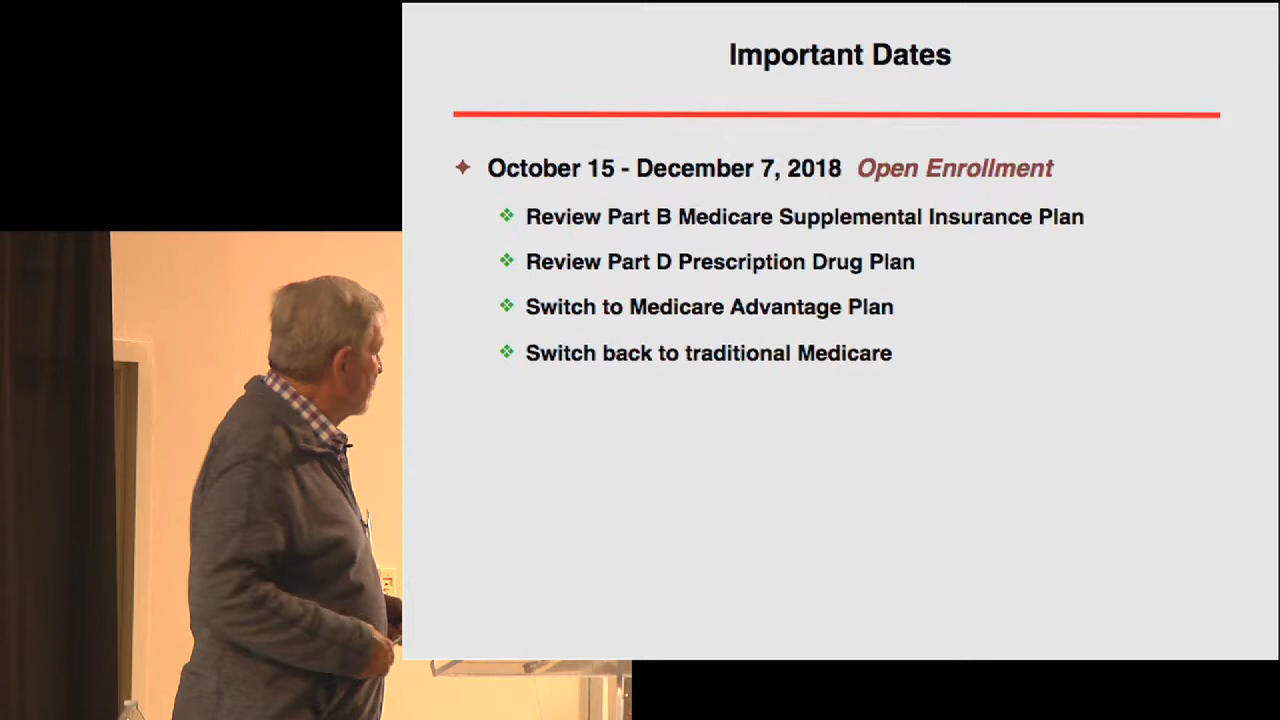 Important Dates
October 15 - December 7, 2018 Open Enrollment
Review Part B Medicare Supplemental Insurance Plan
Review Part D Prescription Drug Plan
Switch to Medicare Advantage Plan
Switch back to traditional Medicare